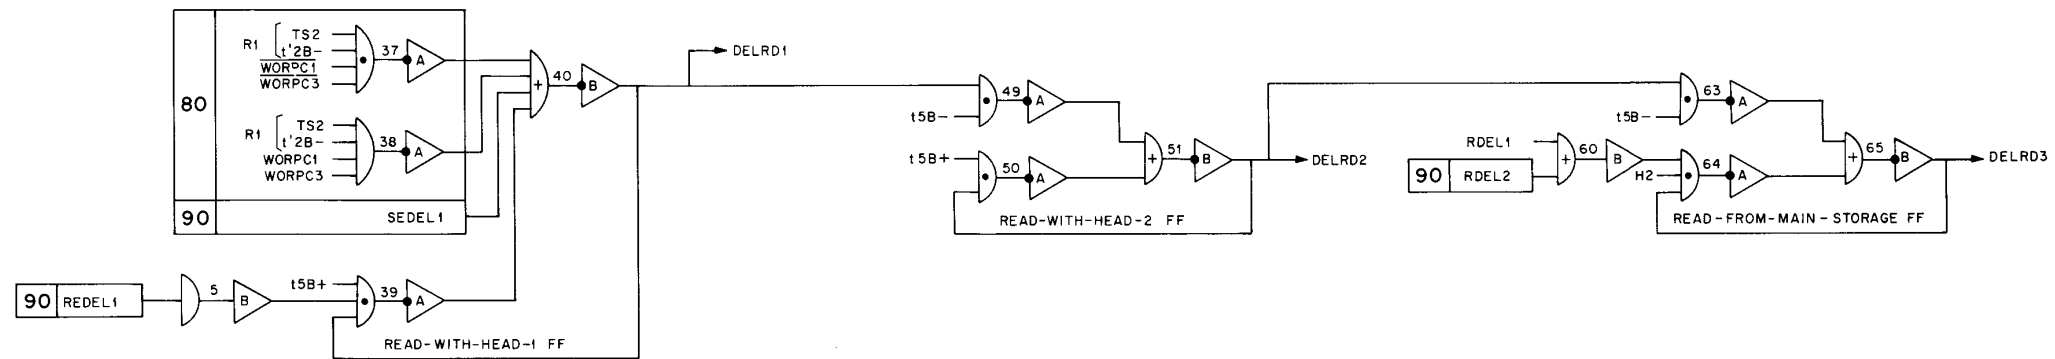 80
R1
TS2
t'2B-
WORPC1
WORPC3
37
A
R1
TS2
t'2B-
WORPC1
WORPC3
38
A
90
SEDEL1
+
40
B
DELRD1
90
REDEL1
5
B
t5B+
39
A
READ-WITH-HEAD-1 FF
t5B-
49
A
t5B+
50
A
+
51
B
DELRD2
READ-WITH-HEAD-2 FF
t5B-
63
A
RDEL1
90
RDEL2
+
60
B
H2
64
A
+
65
B
DELRD3
READ-FROM-MAIN-STORAGE FF